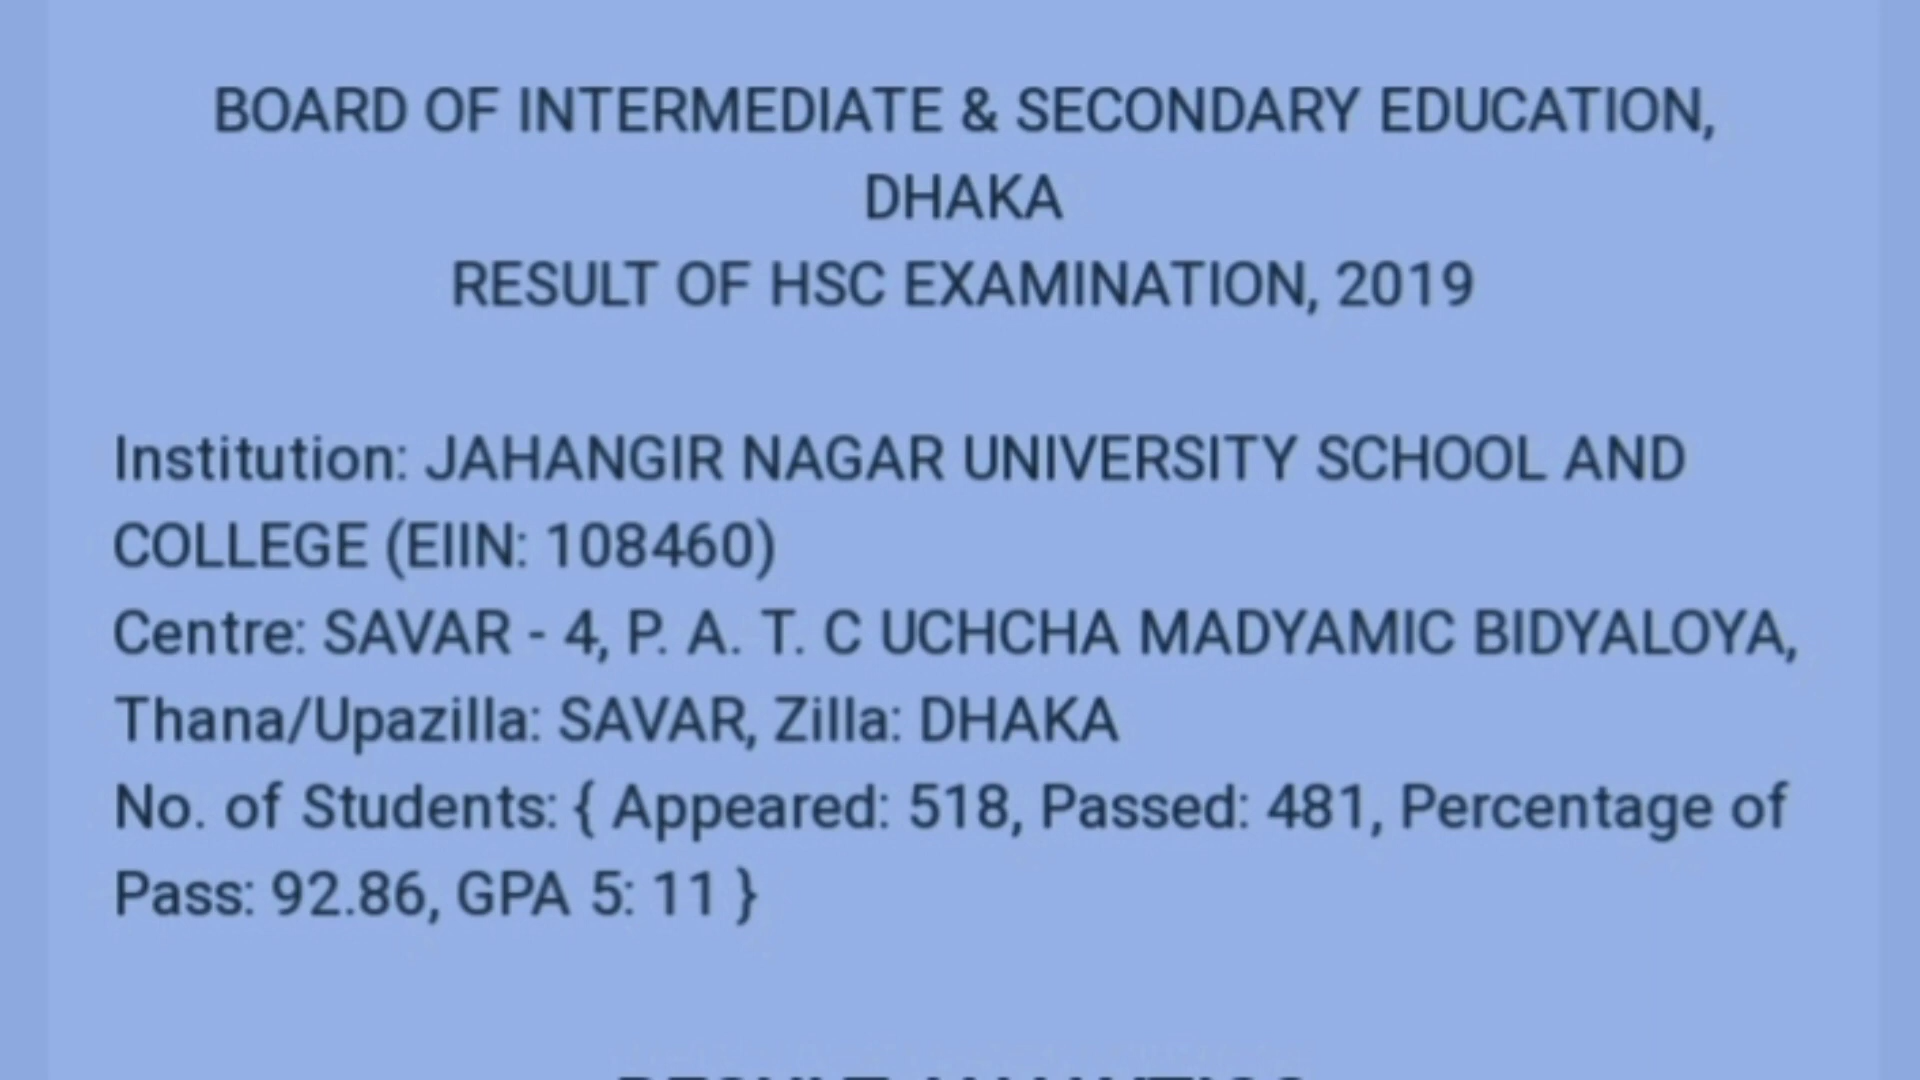 BOARD OF INTERMEDIATE & SECONDARY EDUCATION,
DHAKA
RESULT OF HSC EXAMINATION, 2019
Institution: JAHANGIR NAGAR UNIVERSITY SCHOOL AND
COLLEGE (EIIN: 108460)
Centre: SAVAR - 4, P. A. T. C UCHCHA MADYAMIC BIDYALOYA,
Thana/Upazilla: SAVAR, Zilla: DHAKA
No. of Students: { Appeared: 518, Passed: 481, Percentage of
Pass: 92.86, GPA 5: 11 }